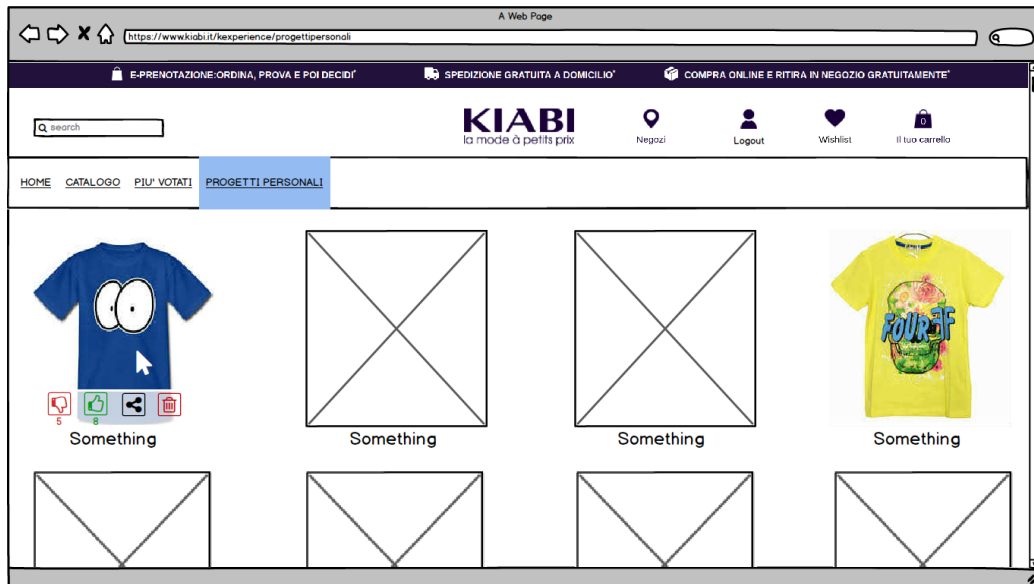 A Web Page
https://www.kiabi.it/kexperience/progettipersonali
E-PRENOTAZIONE:ORDINA, PROVA E POI DECIDI* SPEDIZIONE GRATUITA A DOMICILIO* COMPRA ONLINE E RITIRA IN NEGOZIO GRATUITAMENTE*
search
KIABI
la mode à petits prix
Negozi
Logout
Wishlist
0
Il tuo carrello
HOME CATALOGO PIU' VOTATI PROGETTI PERSONALI
FOUR FF
5 8
Something Something Something Something